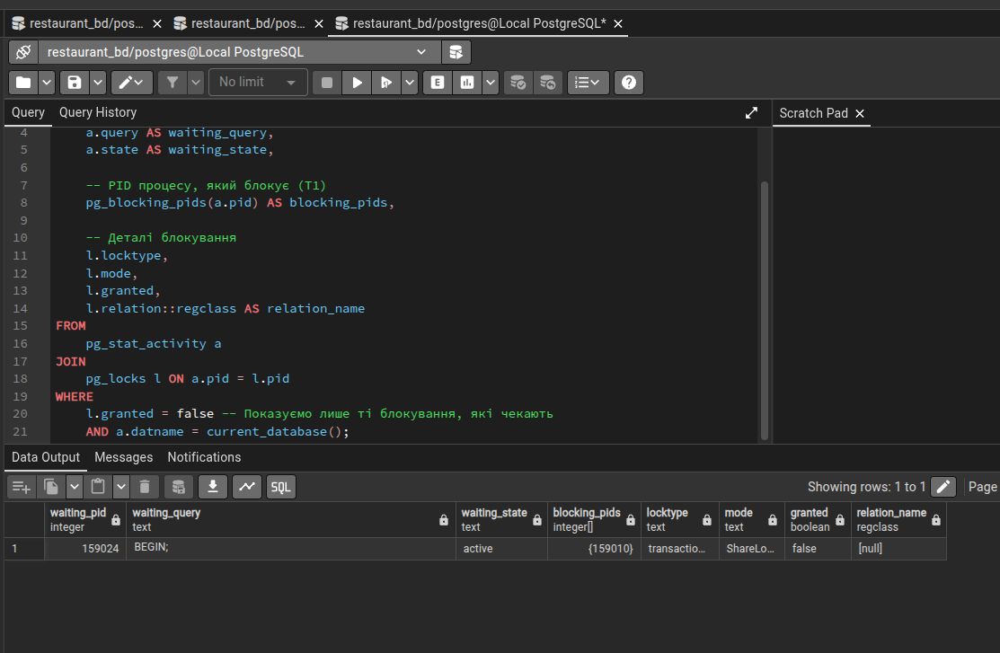 restaurant_bd/pos...
restaurant_bd/pos...
restaurant_bd/postgres@Local PostgreSQL*
restaurant_bd/postgres@Local PostgreSQL
No limit
E
Query
Query History
Scratch Pad
4 a.query AS waiting_query,
5 a.state AS waiting_state,
6
7 -- PID процесу, який блокує (T1)
8 pg_blocking_pids(a.pid) AS blocking_pids,
9
10 -- Деталі блокування
11 l.locktype,
12 l.mode,
13 l.granted,
14 l.relation::regclass AS relation_name
15 FROM
16 pg_stat_activity a
17 JOIN
18 pg_locks l ON a.pid = l.pid
19 WHERE
20 l.granted = false -- Показуємо лише ті блокування, які чекають
21 AND a.datname = current_database();
Data Output
Messages
Notifications
SQL
Showing rows: 1 to 1
Page
waiting_pid
integer
waiting_query
text
waiting_state
text
blocking_pids
integer[]
locktype
text
mode
text
granted
boolean
relation_name
regclass
1
159024
BEGIN;
active
{159010}
transactio...
ShareLo...
false
[null]